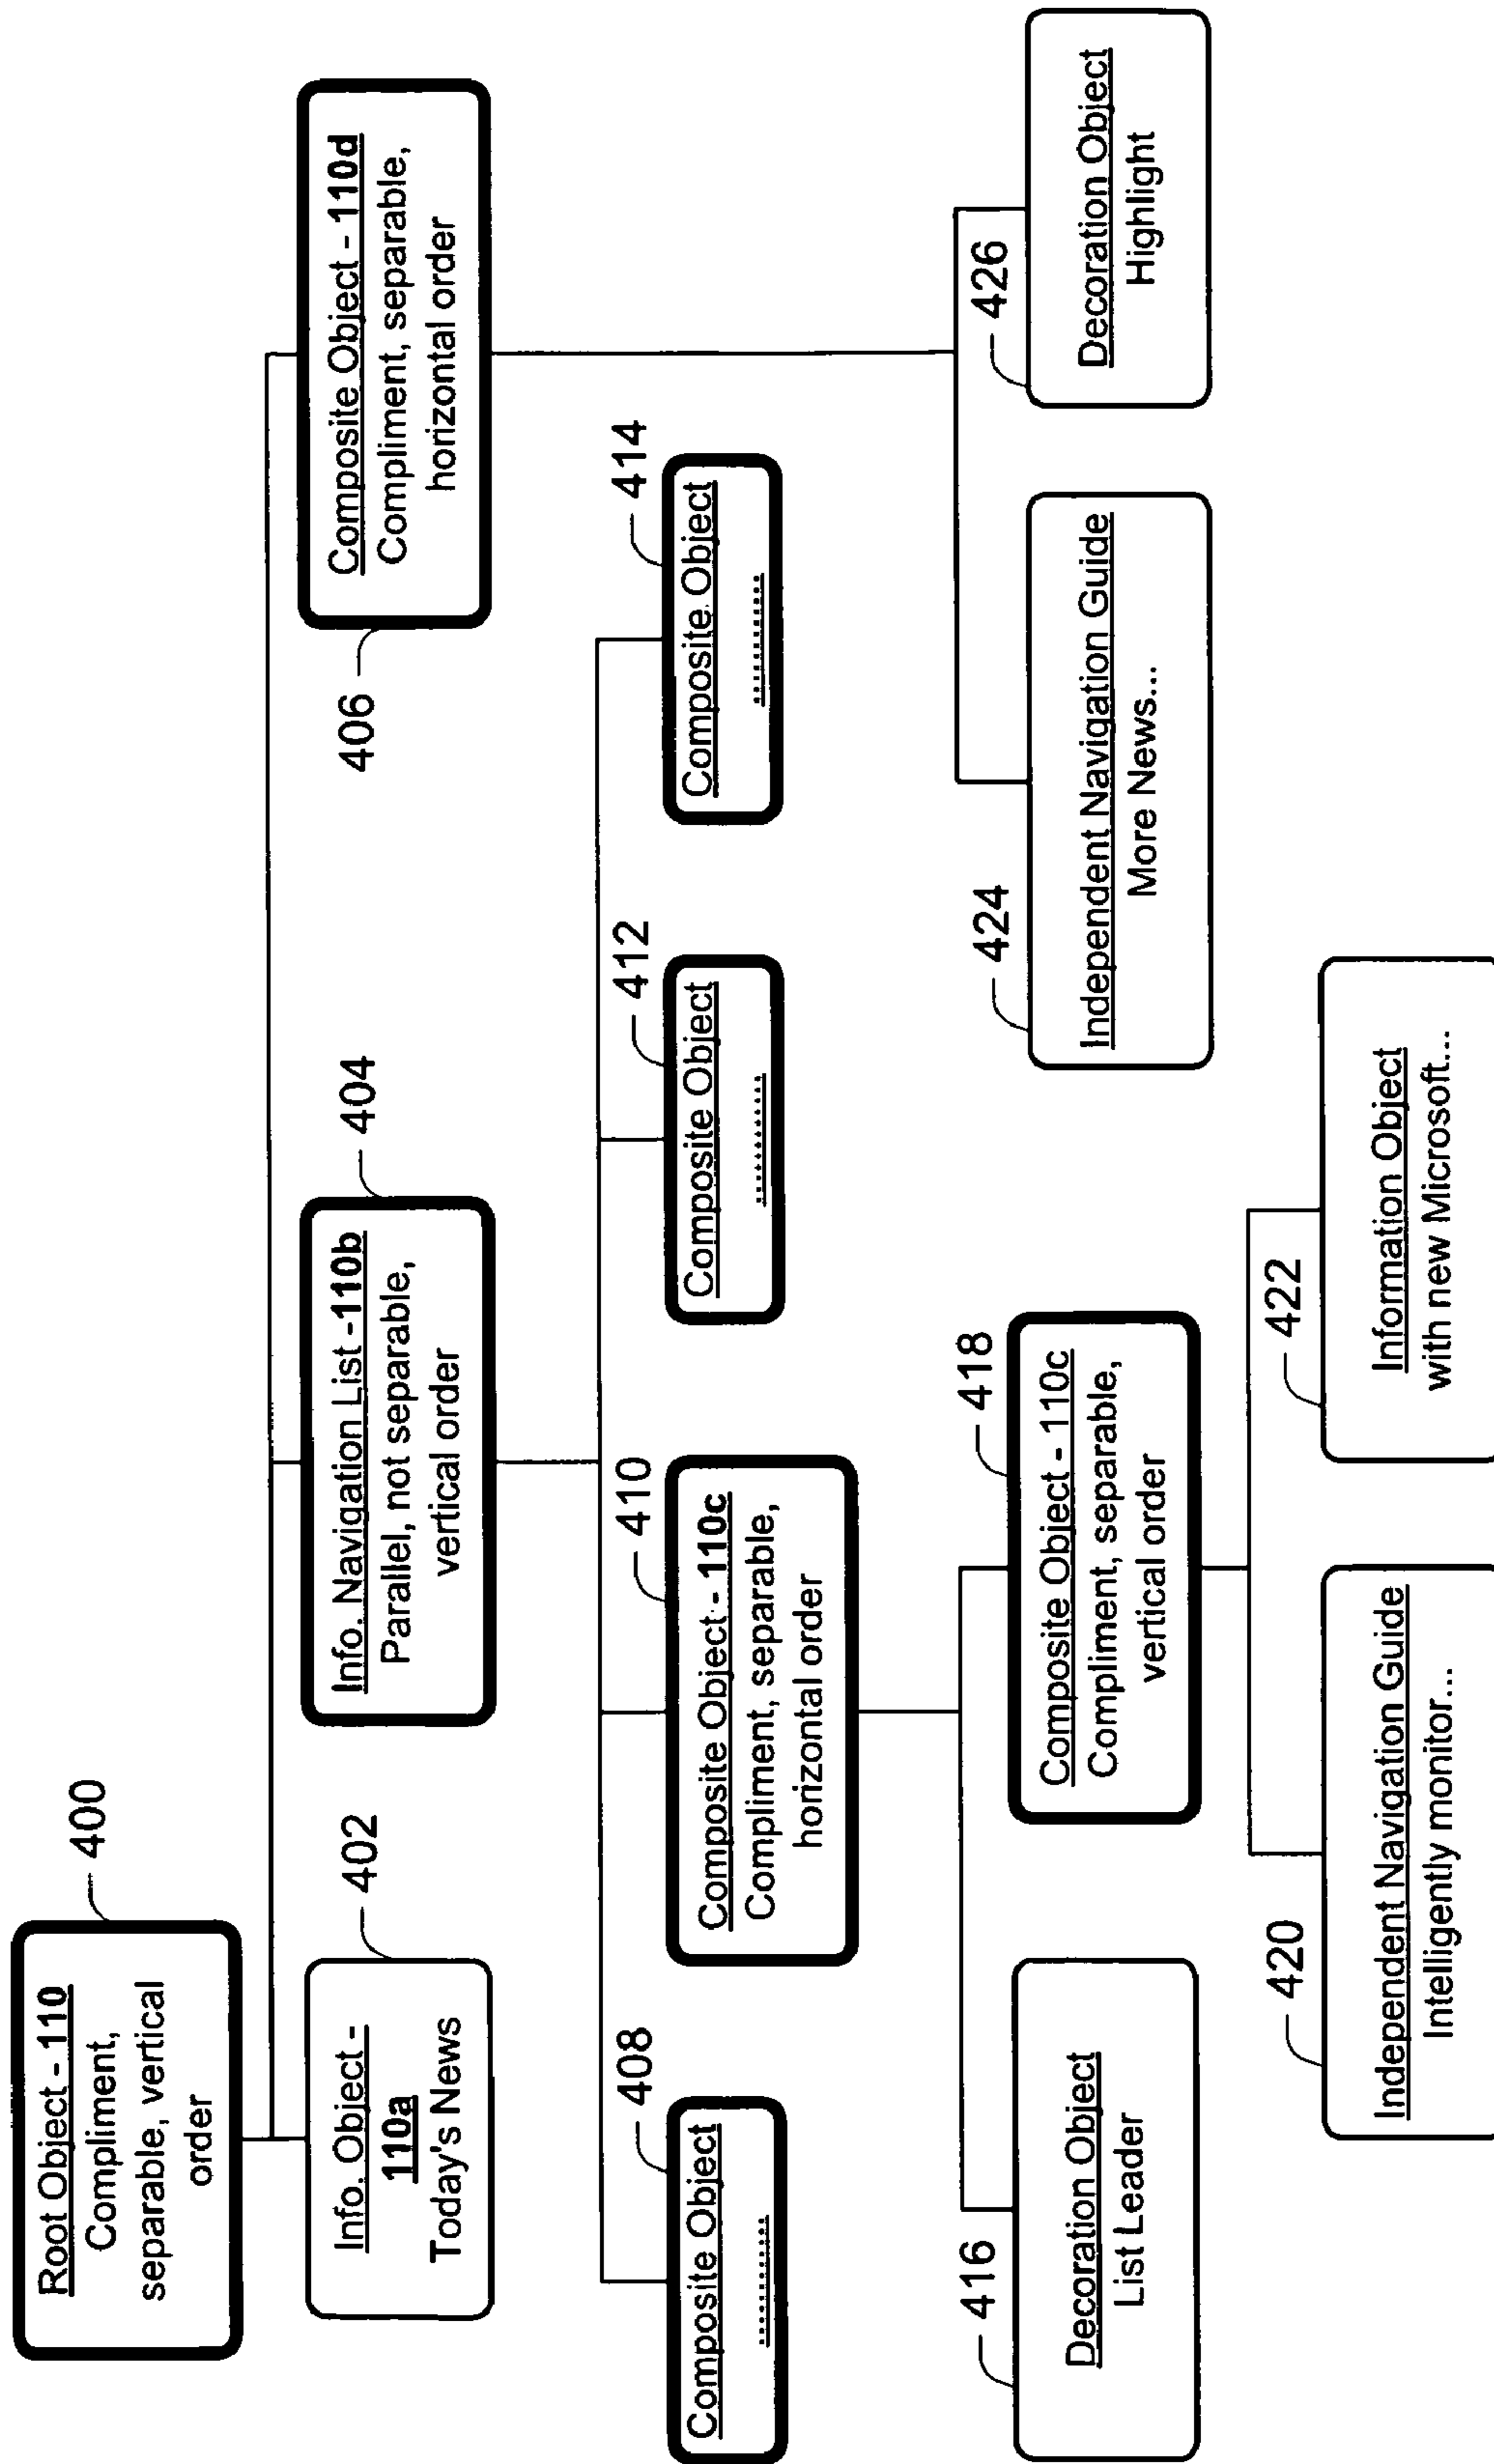 400
Root Object - 110
Compliment,
separable, vertical
order
402
Info. Object -
110a
Today's News
404
Info. Navigation List -110b
Parallel, not separable,
vertical order
406
Composite Object - 110d
Compliment, separable,
horizontal order
408
Composite Object
............
410
Composite Object - 110c
Compliment, separable,
horizontal order
412
Composite Object
............
414
Composite Object
............
416
Decoration Object
List Leader
418
Composite Object - 110c
Compliment, separable,
vertical order
424
Independent Navigation Guide
More News...
426
Decoration Object
Highlight
420
Independent Navigation Guide
Intelligently monitor...
422
Information Object
with new Microsoft...